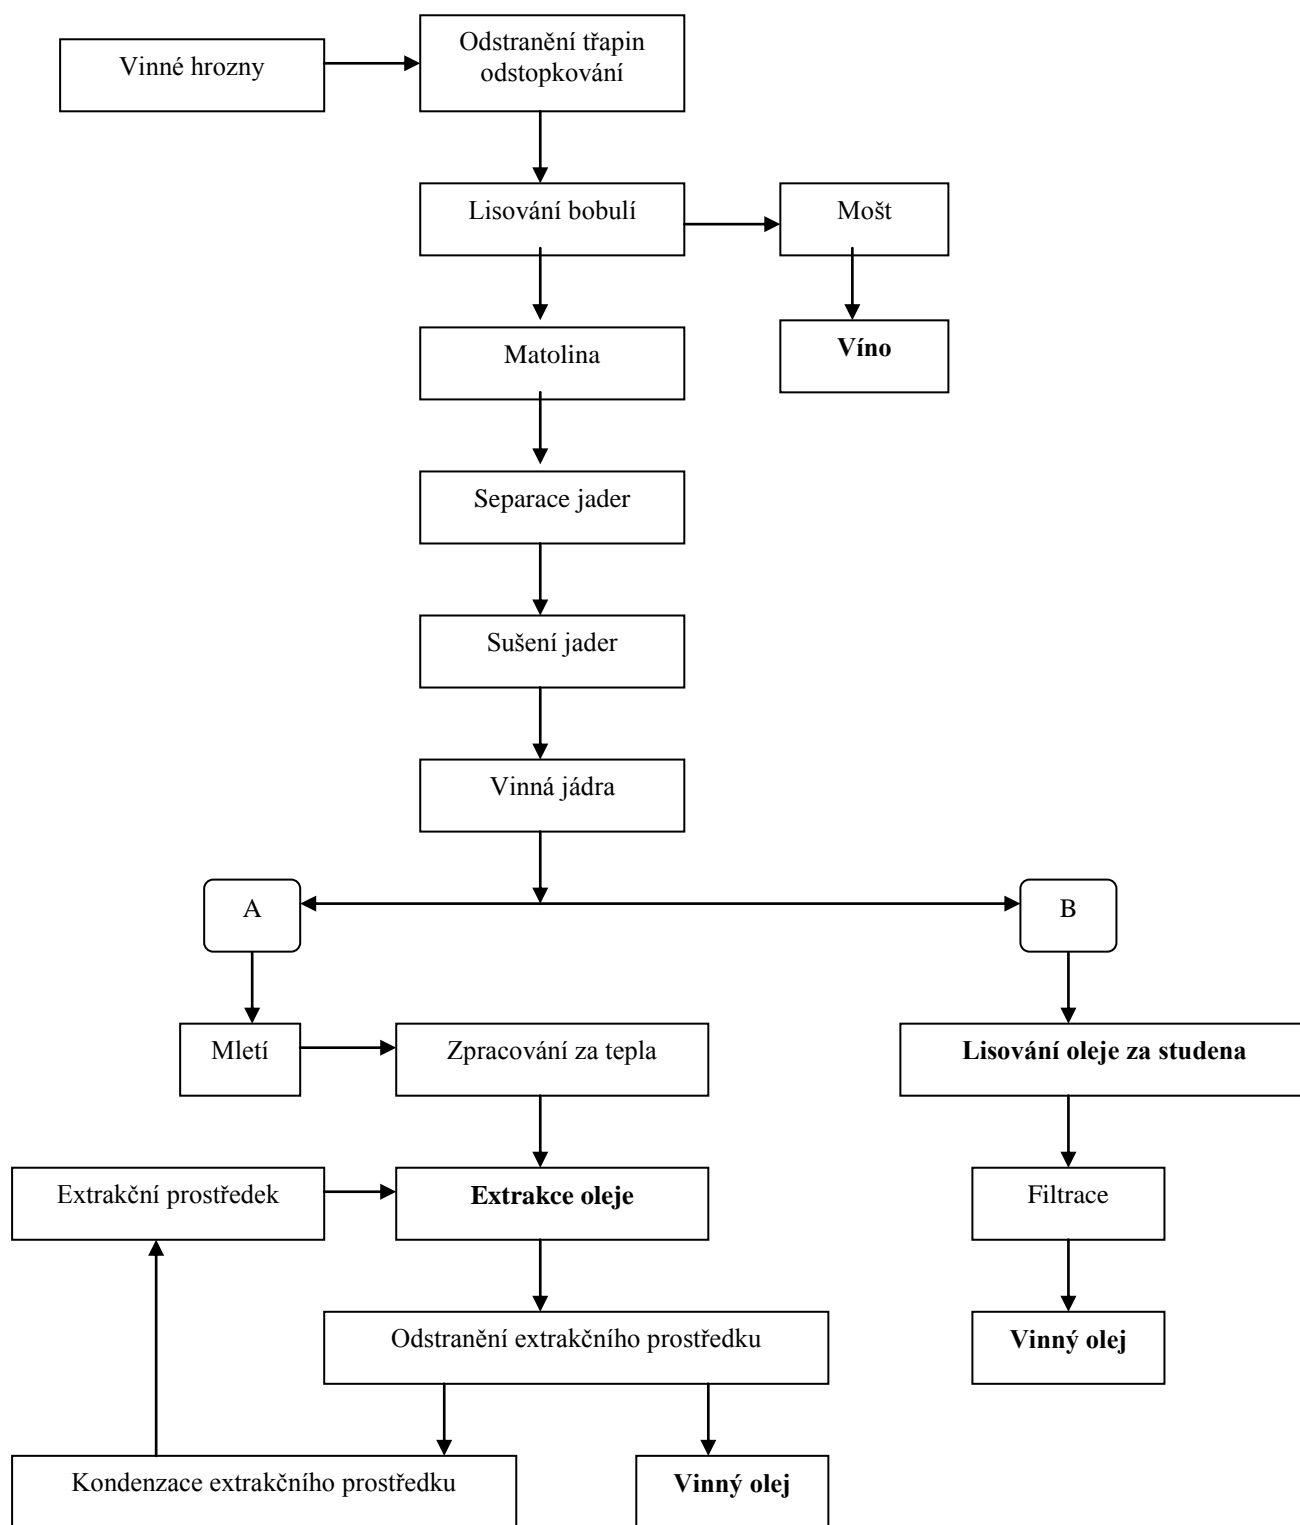 Vinné hrozny
Odstranění třapin
odstopkování
Lisování bobulí
Mošt
Víno
Matolina
Separace jader
Sušení jader
Vinná jádra
A
B
Mletí
Zpracování za tepla
Lisování oleje za studena
Extrakční prostředek
Extrakce oleje
Filtrace
Odstranění extrakčního prostředku
Vinný olej
Kondenzace extrakčního prostředku
Vinný olej